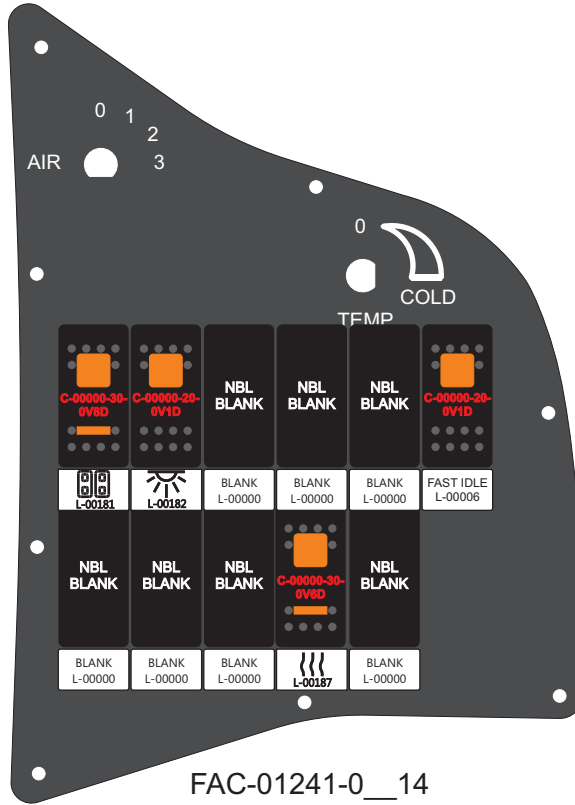 0
1
2
AIR
3
0
COLD
TEMP
C-00000-30-
0V8D
C-00000-20-
0V1D
NBL
BLANK
NBL
BLANK
NBL
BLANK
C-00000-20-
0V1D
L-00181
L-00182
BLANK
L-00000
BLANK
L-00000
BLANK
L-00000
FAST IDLE
L-00006
NBL
BLANK
NBL
BLANK
NBL
BLANK
C-00000-30-
0V6D
NBL
BLANK
BLANK
L-00000
BLANK
L-00000
BLANK
L-00000
L-00187
BLANK
L-00000
FAC-01241-0__14